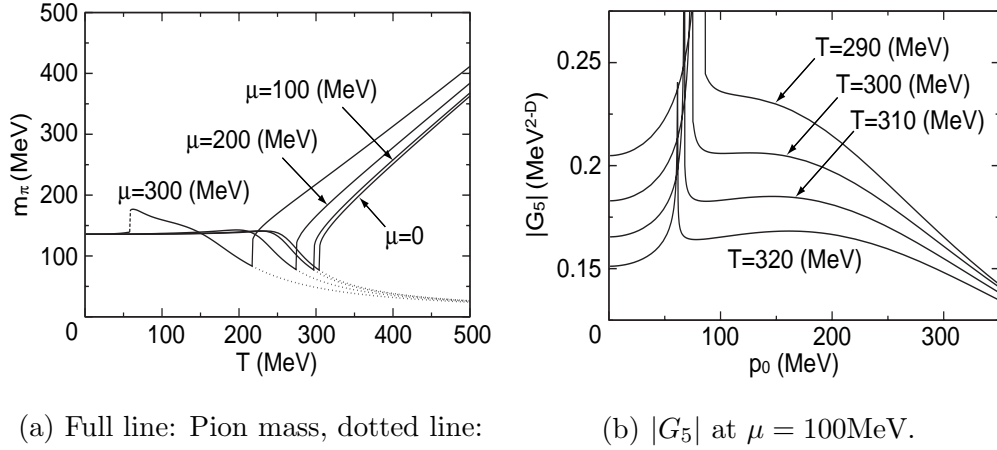 (a)
500
400
300
200
100
0
m_π (MeV)
μ=100 (MeV)
μ=200 (MeV)
μ=300 (MeV)
μ=0
0 100 200 300 400 500
T (MeV)
(b)
0.25
0.2
0.15
|G₅| (MeV²⁻ᴰ)
T=290 (MeV)
T=300 (MeV)
T=310 (MeV)
T=320 (MeV)
0 100 200 300
p₀ (MeV)
(a) Full line: Pion mass, dotted line:
(b) |G₅| at μ = 100MeV.